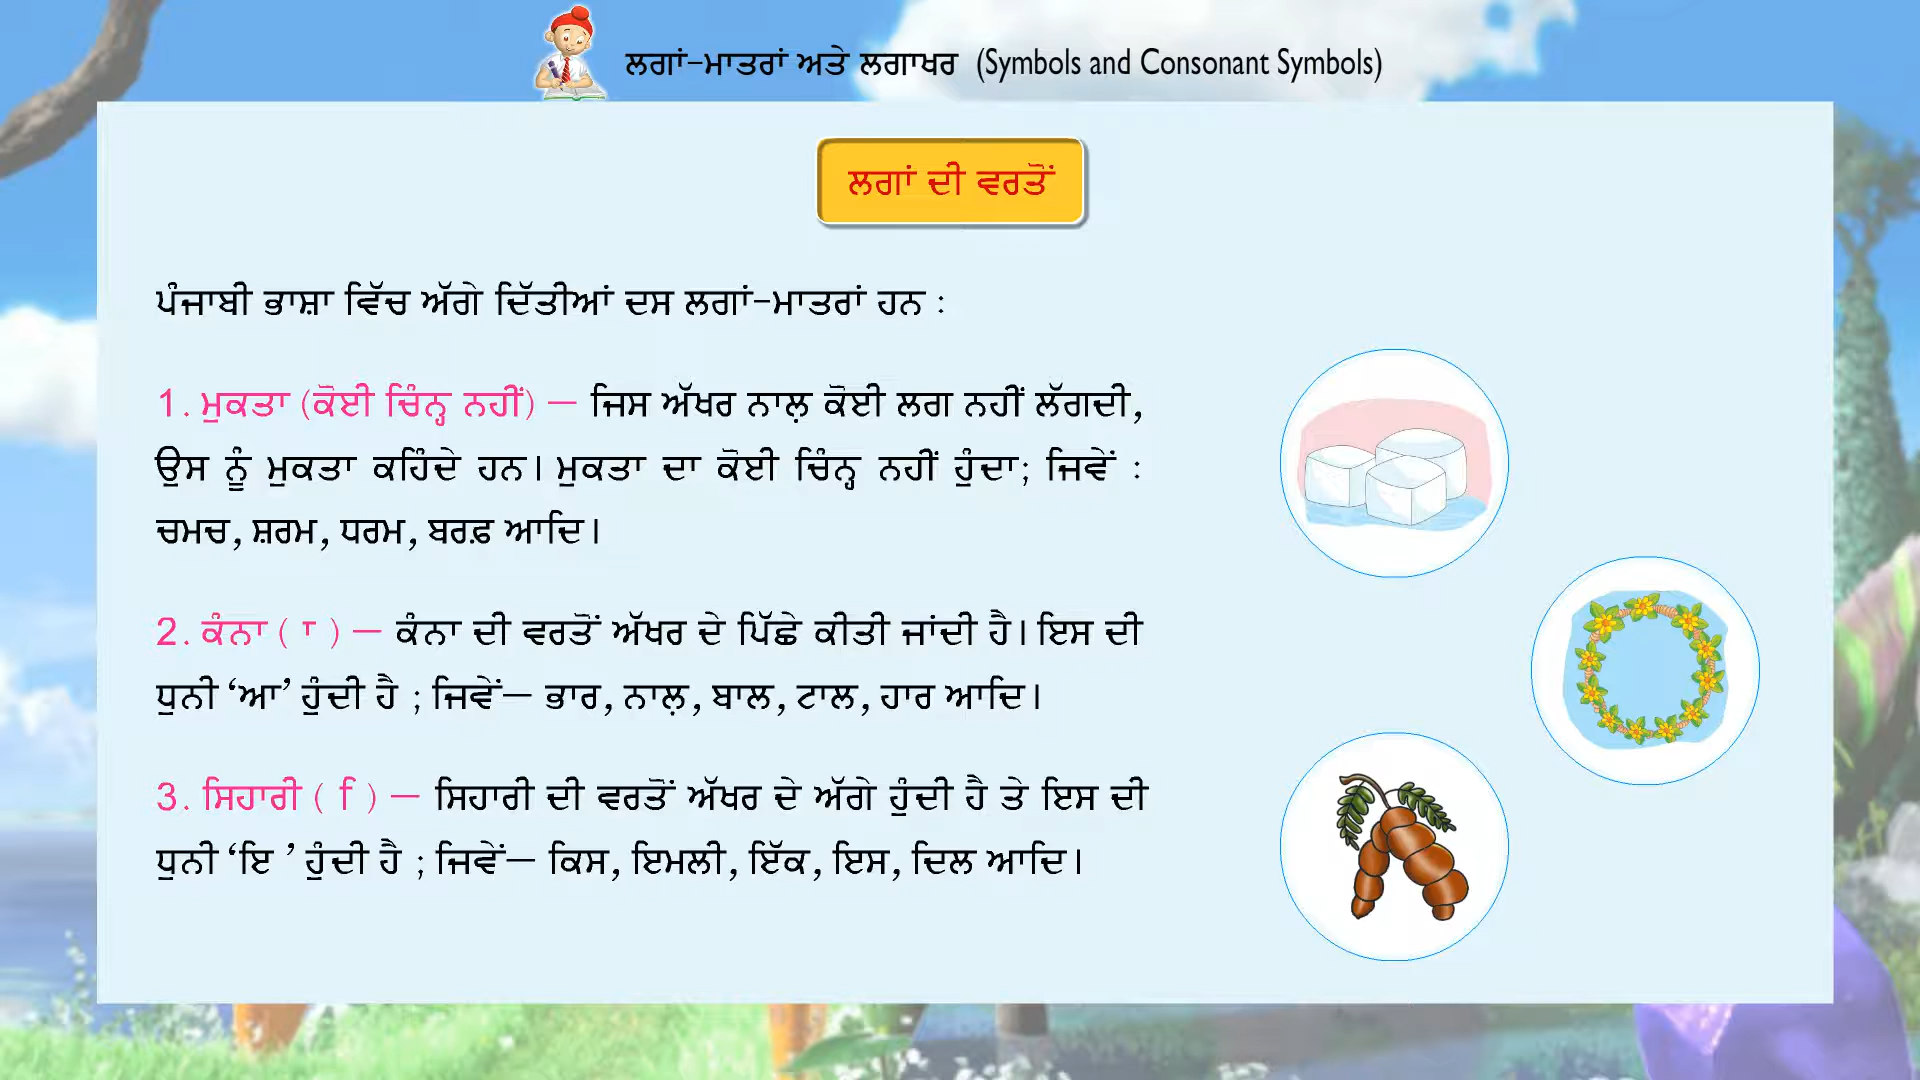 ਲਗਾਂ-ਮਾਤਰਾਂ ਅਤੇ ਲਗਾਖਰ (Symbols and Consonant Symbols)
ਲਗਾਂ ਦੀ ਵਰਤੋਂ
ਪੰਜਾਬੀ ਭਾਸ਼ਾ ਵਿੱਚ ਅੱਗੇ ਦਿੱਤੀਆਂ ਦਸ ਲਗਾਂ-ਮਾਤਰਾਂ ਹਨ :
1. ਮੁਕਤਾ (ਕੋਈ ਚਿੰਨ੍ਹ ਨਹੀਂ) — ਜਿਸ ਅੱਖਰ ਨਾਲ਼ ਕੋਈ ਲਗ ਨਹੀਂ ਲੱਗਦੀ,
ਉਸ ਨੂੰ ਮੁਕਤਾ ਕਹਿੰਦੇ ਹਨ। ਮੁਕਤਾ ਦਾ ਕੋਈ ਚਿੰਨ੍ਹ ਨਹੀਂ ਹੁੰਦਾ; ਜਿਵੇਂ :
ਚਮਚ, ਸ਼ਰਮ, ਧਰਮ, ਬਰਫ਼ ਆਦਿ।
2. ਕੰਨਾ ( ਾ ) — ਕੰਨਾ ਦੀ ਵਰਤੋਂ ਅੱਖਰ ਦੇ ਪਿੱਛੇ ਕੀਤੀ ਜਾਂਦੀ ਹੈ। ਇਸ ਦੀ
ਧੁਨੀ ‘ਆ’ ਹੁੰਦੀ ਹੈ ; ਜਿਵੇਂ— ਭਾਰ, ਨਾਲ਼, ਬਾਲ, ਟਾਲ, ਹਾਰ ਆਦਿ।
3. ਸਿਹਾਰੀ ( ਿ ) — ਸਿਹਾਰੀ ਦੀ ਵਰਤੋਂ ਅੱਖਰ ਦੇ ਅੱਗੇ ਹੁੰਦੀ ਹੈ ਤੇ ਇਸ ਦੀ
ਧੁਨੀ ‘ਇ ’ ਹੁੰਦੀ ਹੈ ; ਜਿਵੇਂ— ਕਿਸ, ਇਮਲੀ, ਇੱਕ, ਇਸ, ਦਿਲ ਆਦਿ।